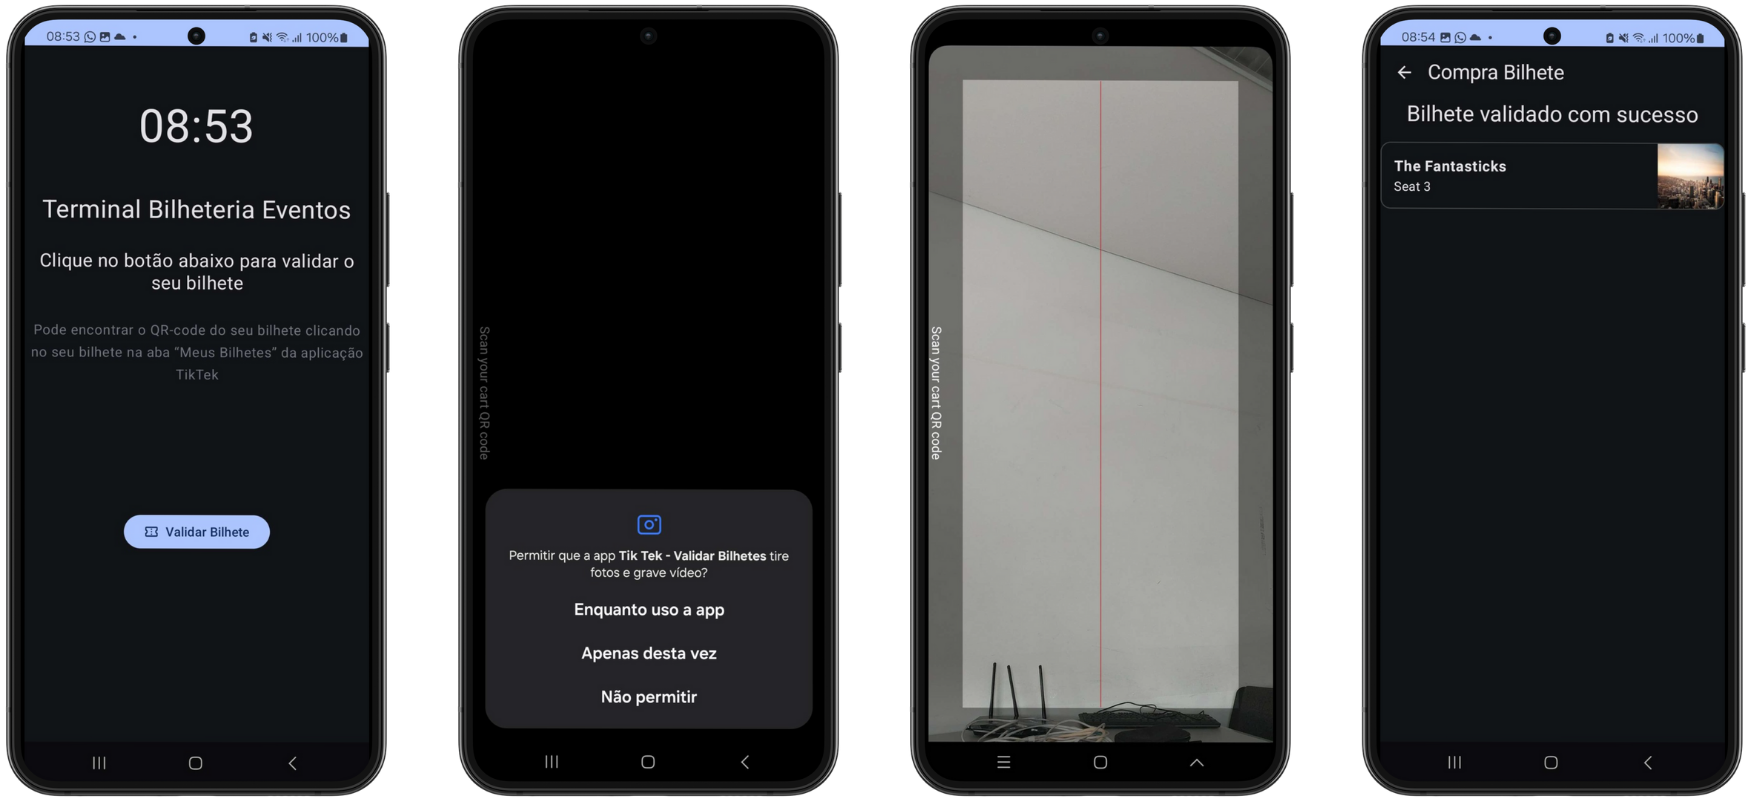 08:53
100%
08:53
Terminal Bilheteria Eventos
Clique no botão abaixo para validar o
seu bilhete
Pode encontrar o QR-code do seu bilhete clicando
no seu bilhete na aba “Meus Bilhetes” da aplicação
TikTek
Validar Bilhete
Scan your cart QR code
Permitir que a app Tik Tek - Validar Bilhetes tire
fotos e grave vídeo?
Enquanto uso a app
Apenas desta vez
Não permitir
Scan your cart QR code
08:54
100%
Compra Bilhete
Bilhete validado com sucesso
The Fantasticks
Seat 3